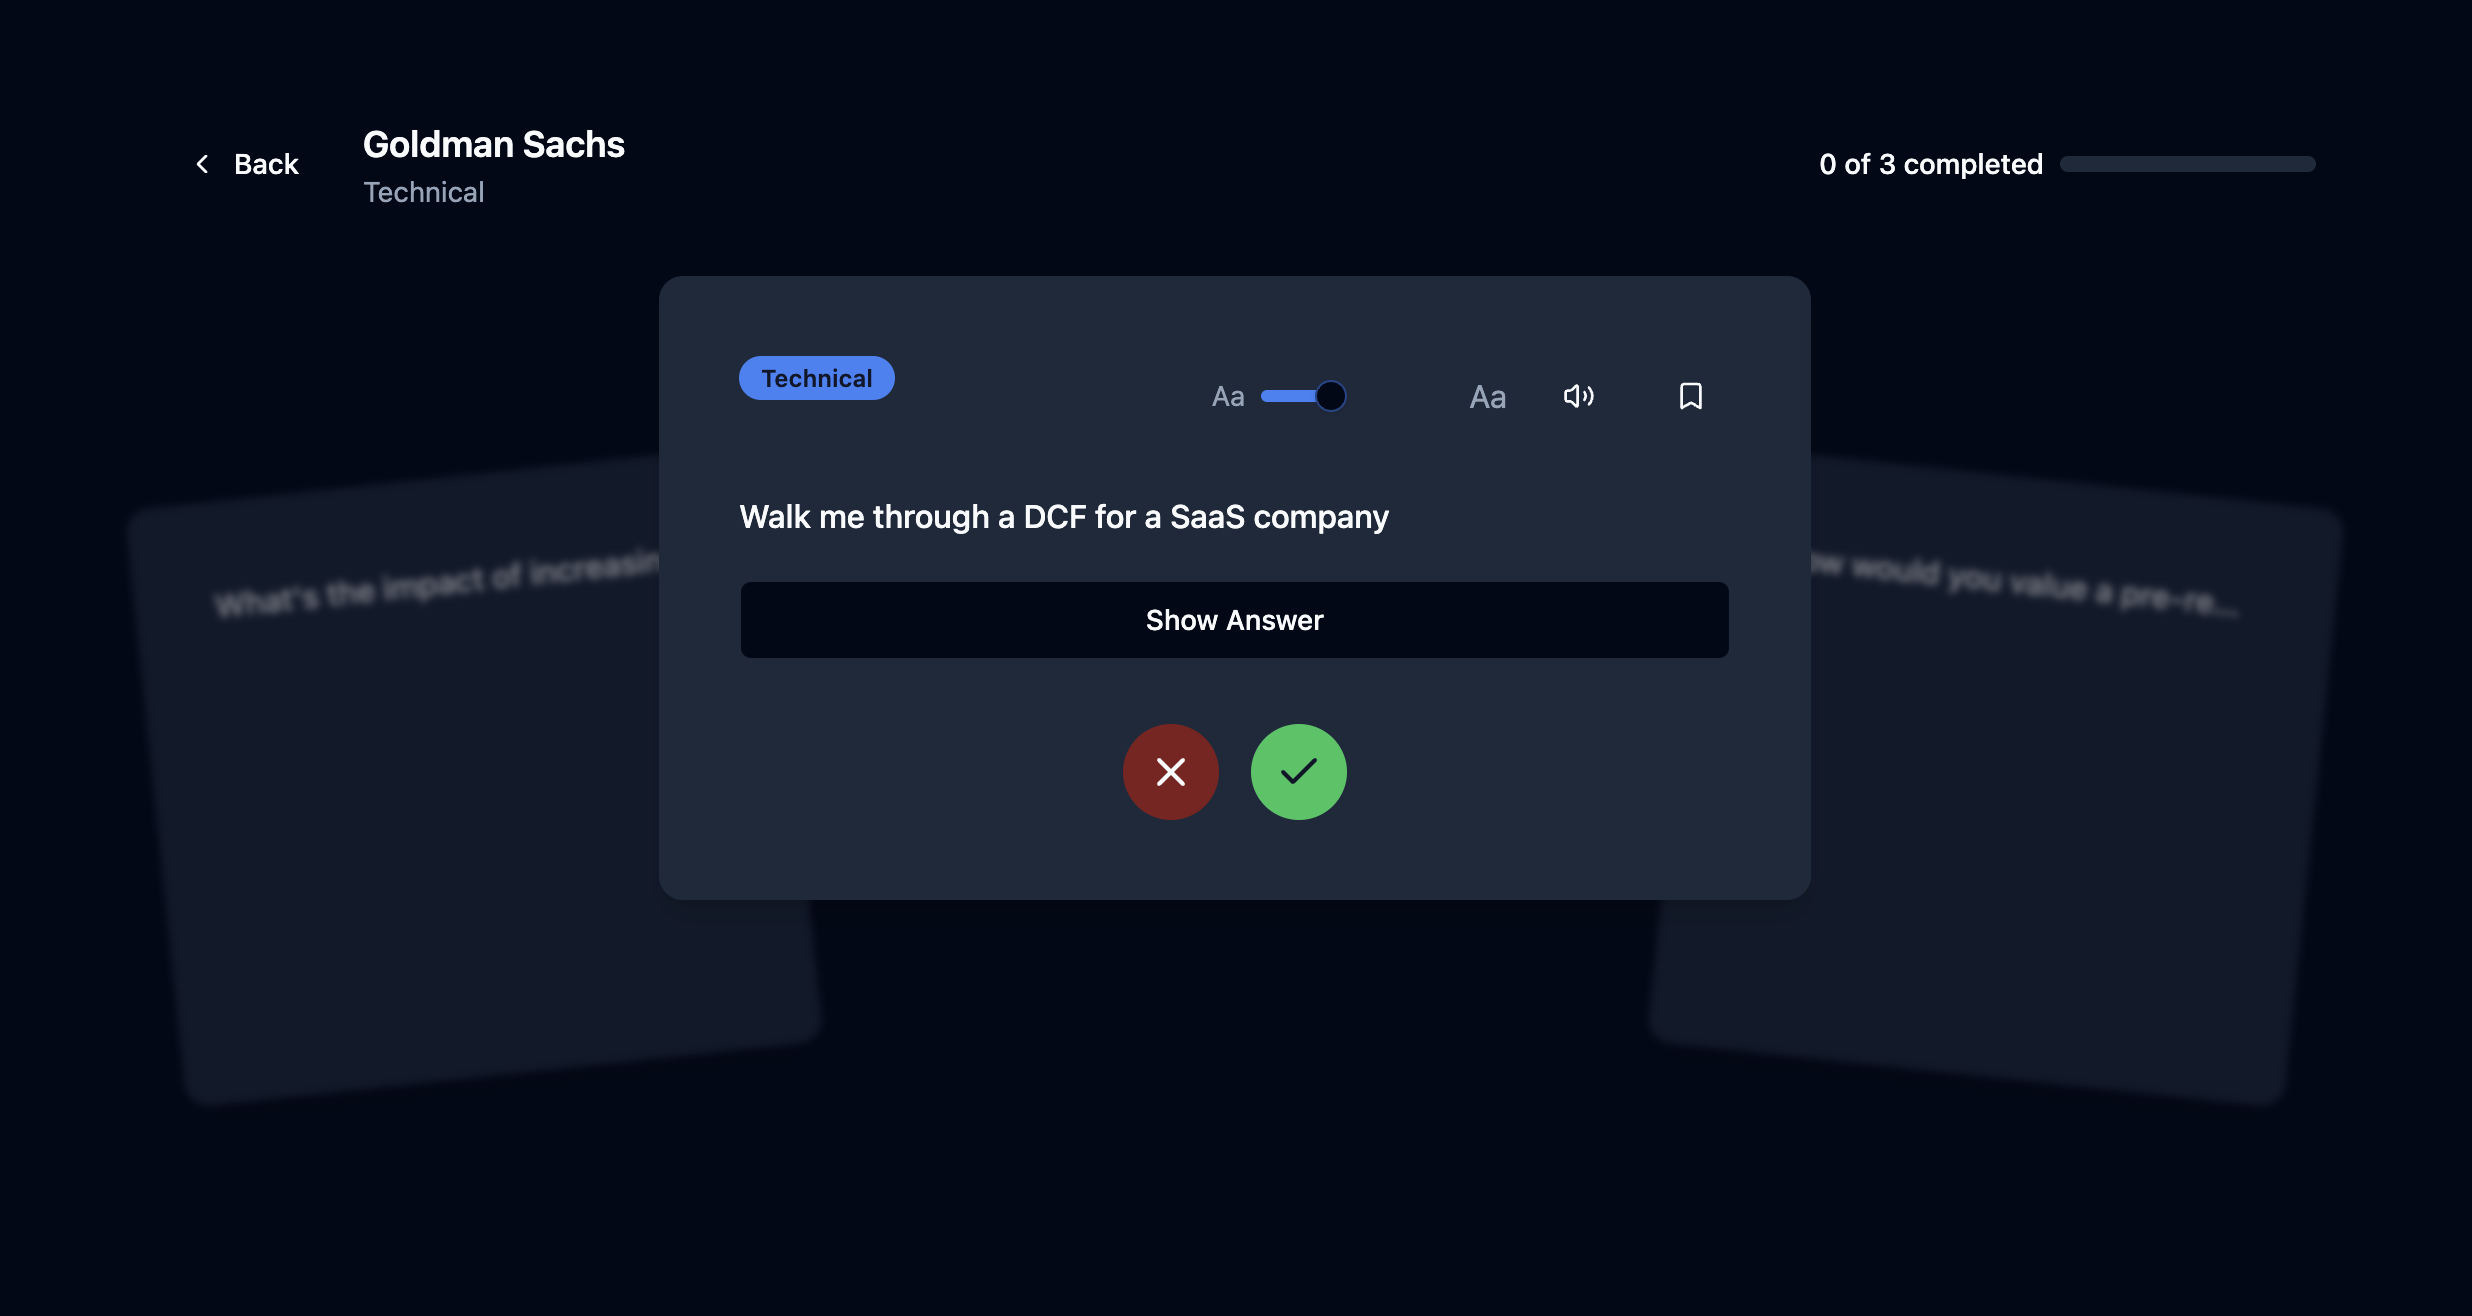 Back
Goldman Sachs
Technical
0 of 3 completed
Technical
Aa
Aa
Walk me through a DCF for a SaaS company
Show Answer
What's the impact of increasin
would you value a pre-re...